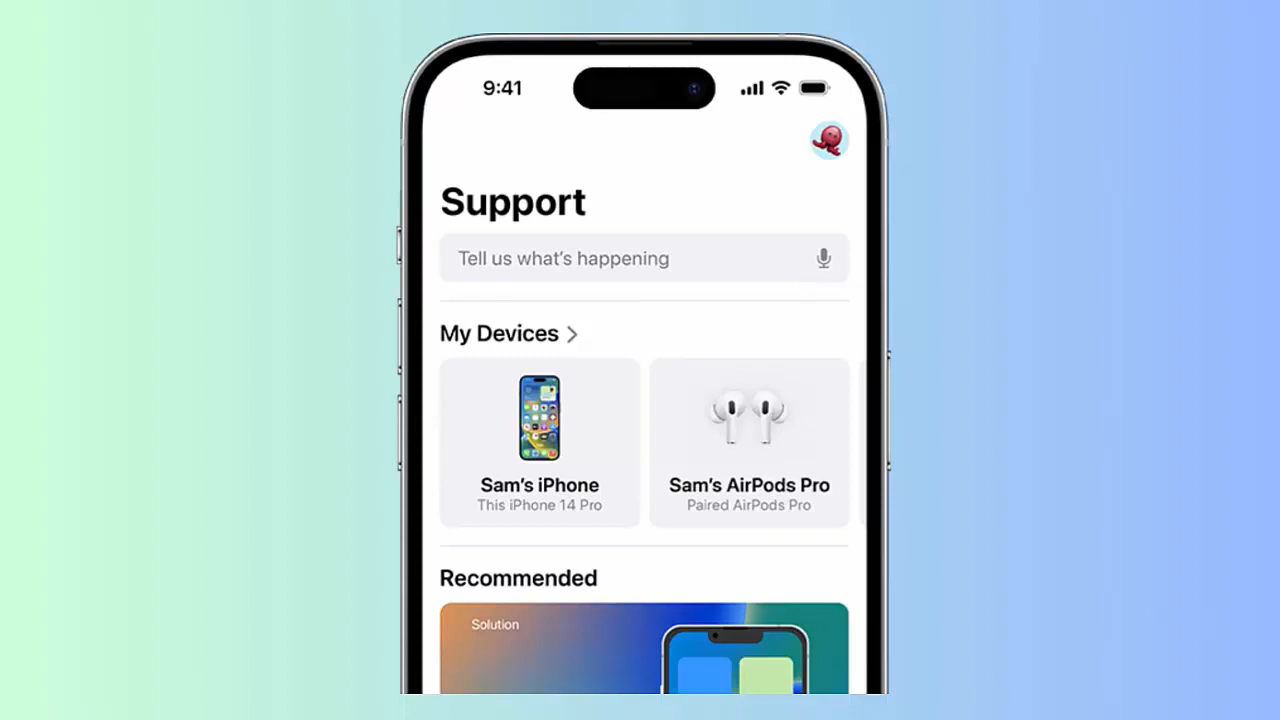 9:41
Support
Tell us what’s happening
My Devices
Sam’s iPhone
This iPhone 14 Pro
Sam’s AirPods Pro
Paired AirPods Pro
Recommended
Solution